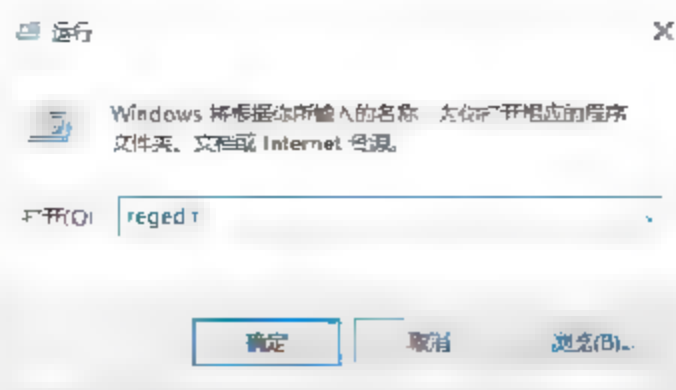 运行
Windows 将根据你所输入的名称，为你打开相应的程序、
文件夹、文档或 Internet 资源。
打开(O)
regedit
确定
取消
浏览(B)...